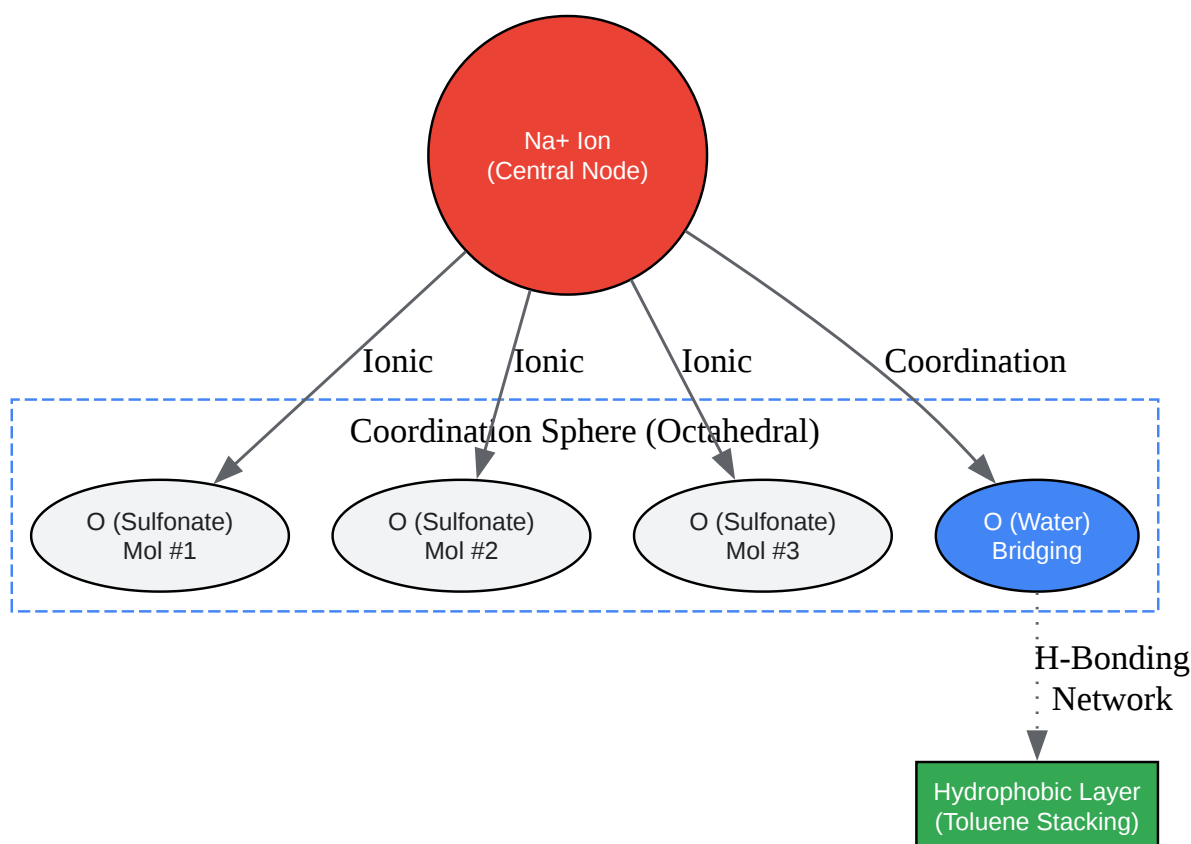 Na+ Ion
(Central Node)
Ionic
Ionic
Ionic
Coordination
Coordination Sphere (Octahedral)
O (Sulfonate)
Mol #1
O (Sulfonate)
Mol #2
O (Sulfonate)
Mol #3
O (Water)
Bridging
H-Bonding
Network
Hydrophobic Layer
(Toluene Stacking)